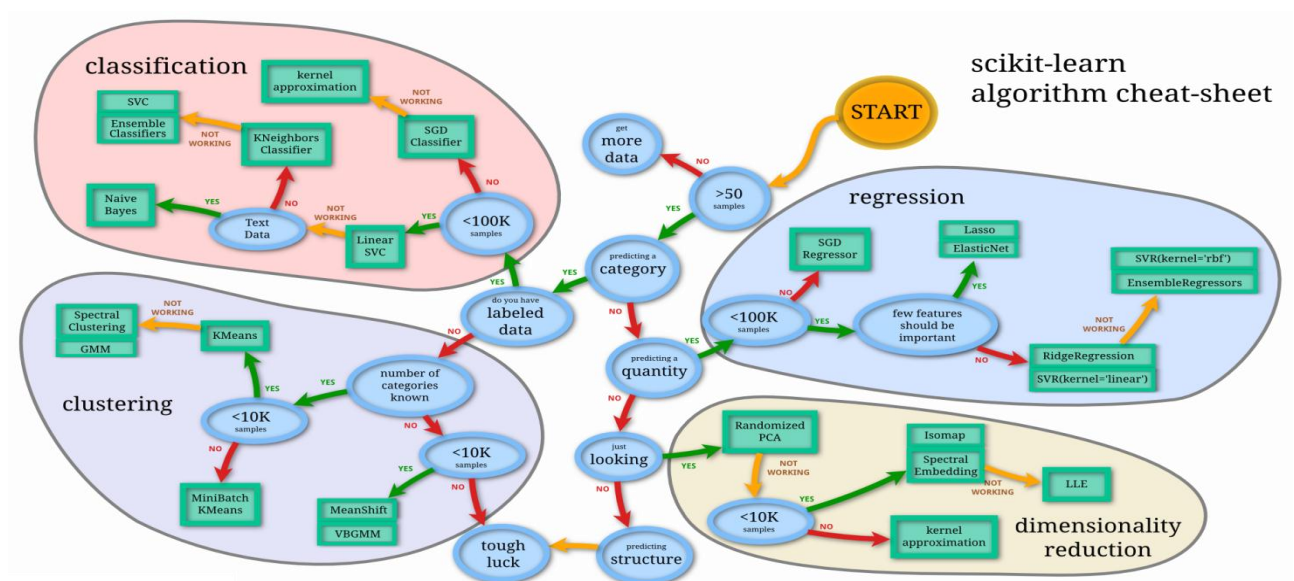 scikit-learn
algorithm cheat-sheet
START
classification
kernel
approximation
NOT
WORKING
SVC
Ensemble
Classifiers
NOT
WORKING
KNeighbors
Classifier
SGD
Classifier
NO
NO
Naive
Bayes
YES
Text
Data
NOT
WORKING
Linear
SVC
YES
<100K
samples
YES
get
more
data
NO
>50
samples
YES
predicting a
category
YES
NO
do you have
labeled
data
NO
predicting a
quantity
YES
NO
just
looking
YES
NO
predicting
structure
tough
luck
regression
SGD
Regressor
NO
<100K
samples
YES
Lasso
ElasticNet
YES
few features
should be
important
NO
SVR(kernel='rbf')
EnsembleRegressors
NOT
WORKING
RidgeRegression
SVR(kernel='linear')
clustering
Spectral
Clustering
GMM
NOT
WORKING
KMeans
YES
<10K
samples
YES
number of
categories
known
NO
NO
MiniBatch
KMeans
<10K
samples
YES
NO
MeanShift
VBGMM
Randomized
PCA
NOT
WORKING
<10K
samples
YES
NO
Isomap
Spectral
Embedding
NOT
WORKING
LLE
kernel
approximation
dimensionality
reduction